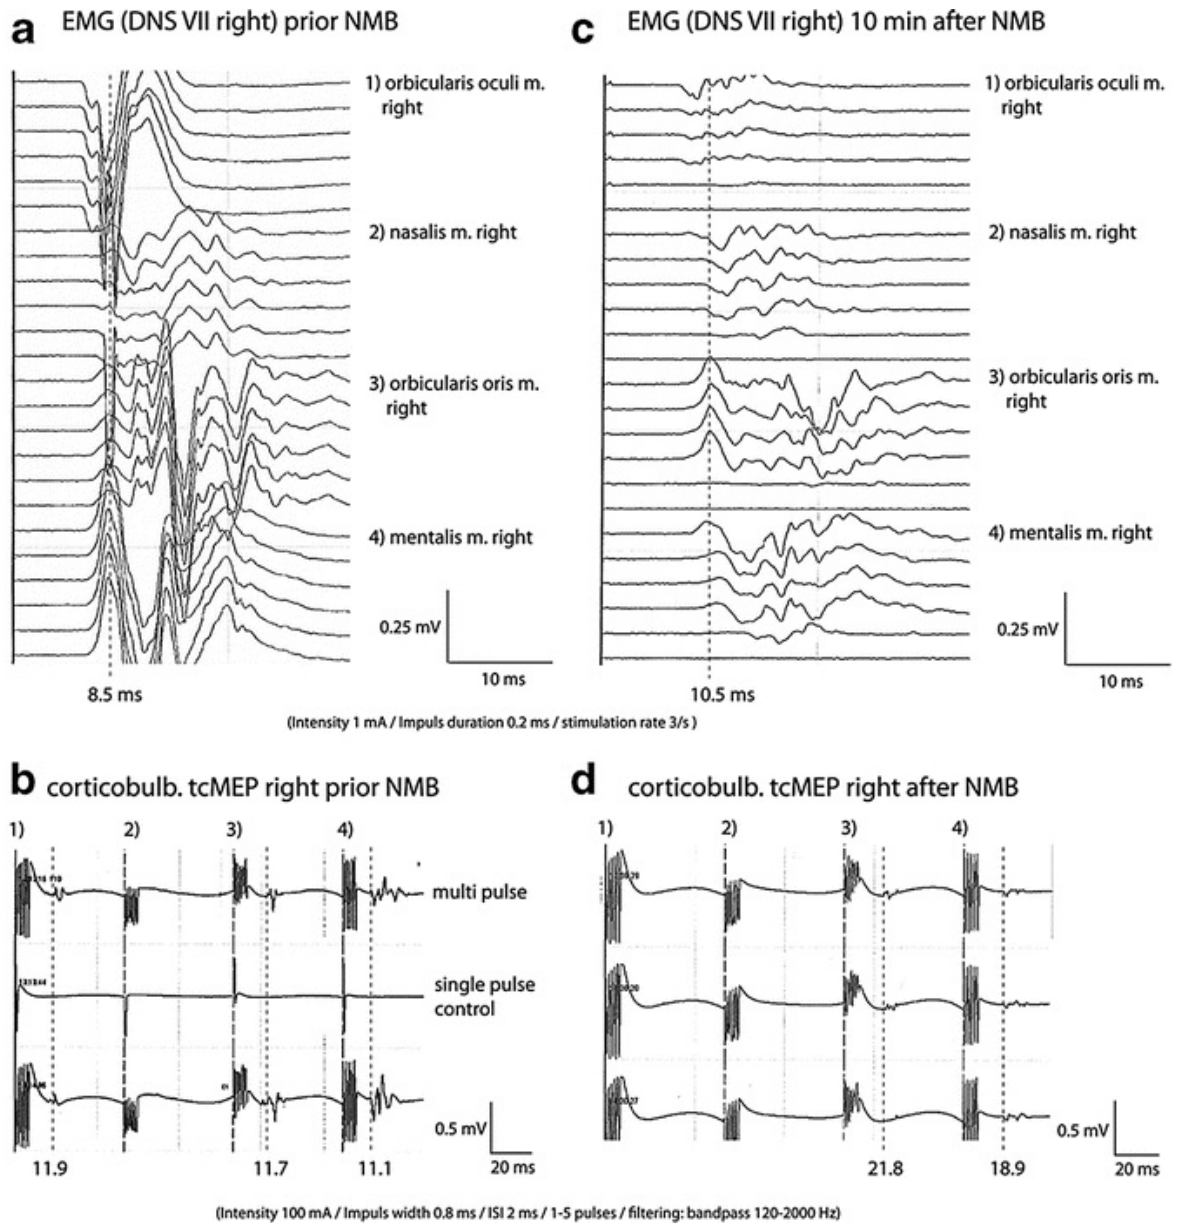 a EMG (DNS VII right) prior NMB
1) orbicularis oculi m.
right
2) nasalis m. right
3) orbicularis oris m.
right
4) mentalis m. right
0.25 mV
10 ms
8.5 ms
c EMG (DNS VII right) 10 min after NMB
1) orbicularis oculi m.
right
2) nasalis m. right
3) orbicularis oris m.
right
4) mentalis m. right
0.25 mV
10 ms
10.5 ms
(Intensity 1 mA / Impuls duration 0.2 ms / stimulation rate 3/s )
b corticobulb. tcMEP right prior NMB
1) 2) 3) 4)
multi pulse
single pulse
control
0.5 mV
20 ms
11.9 11.7 11.1
d corticobulb. tcMEP right after NMB
1) 2) 3) 4)
0.5 mV
20 ms
21.8 18.9
(Intensity 100 mA / Impuls width 0.8 ms / ISI 2 ms / 1-5 pulses / filtering: bandpass 120-2000 Hz)